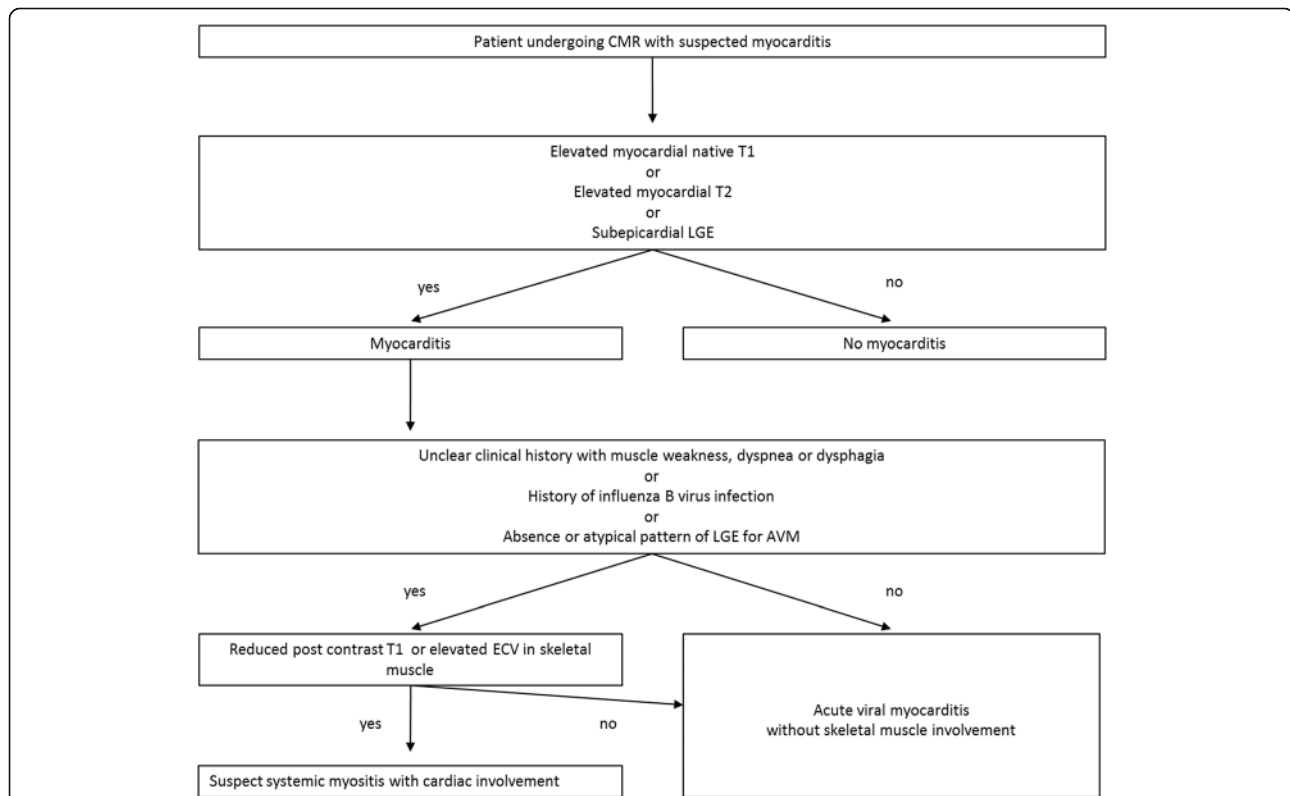 Patient undergoing CMR with suspected myocarditis
Elevated myocardial native T1
or
Elevated myocardial T2
or
Subepicardial LGE
yes
no
Myocarditis
No myocarditis
Unclear clinical history with muscle weakness, dyspnea or dysphagia
or
History of influenza B virus infection
or
Absence or atypical pattern of LGE for AVM
yes
no
Reduced post contrast T1 or elevated ECV in skeletal
muscle
Acute viral myocarditis
without skeletal muscle involvement
yes
no
Suspect systemic myositis with cardiac involvement